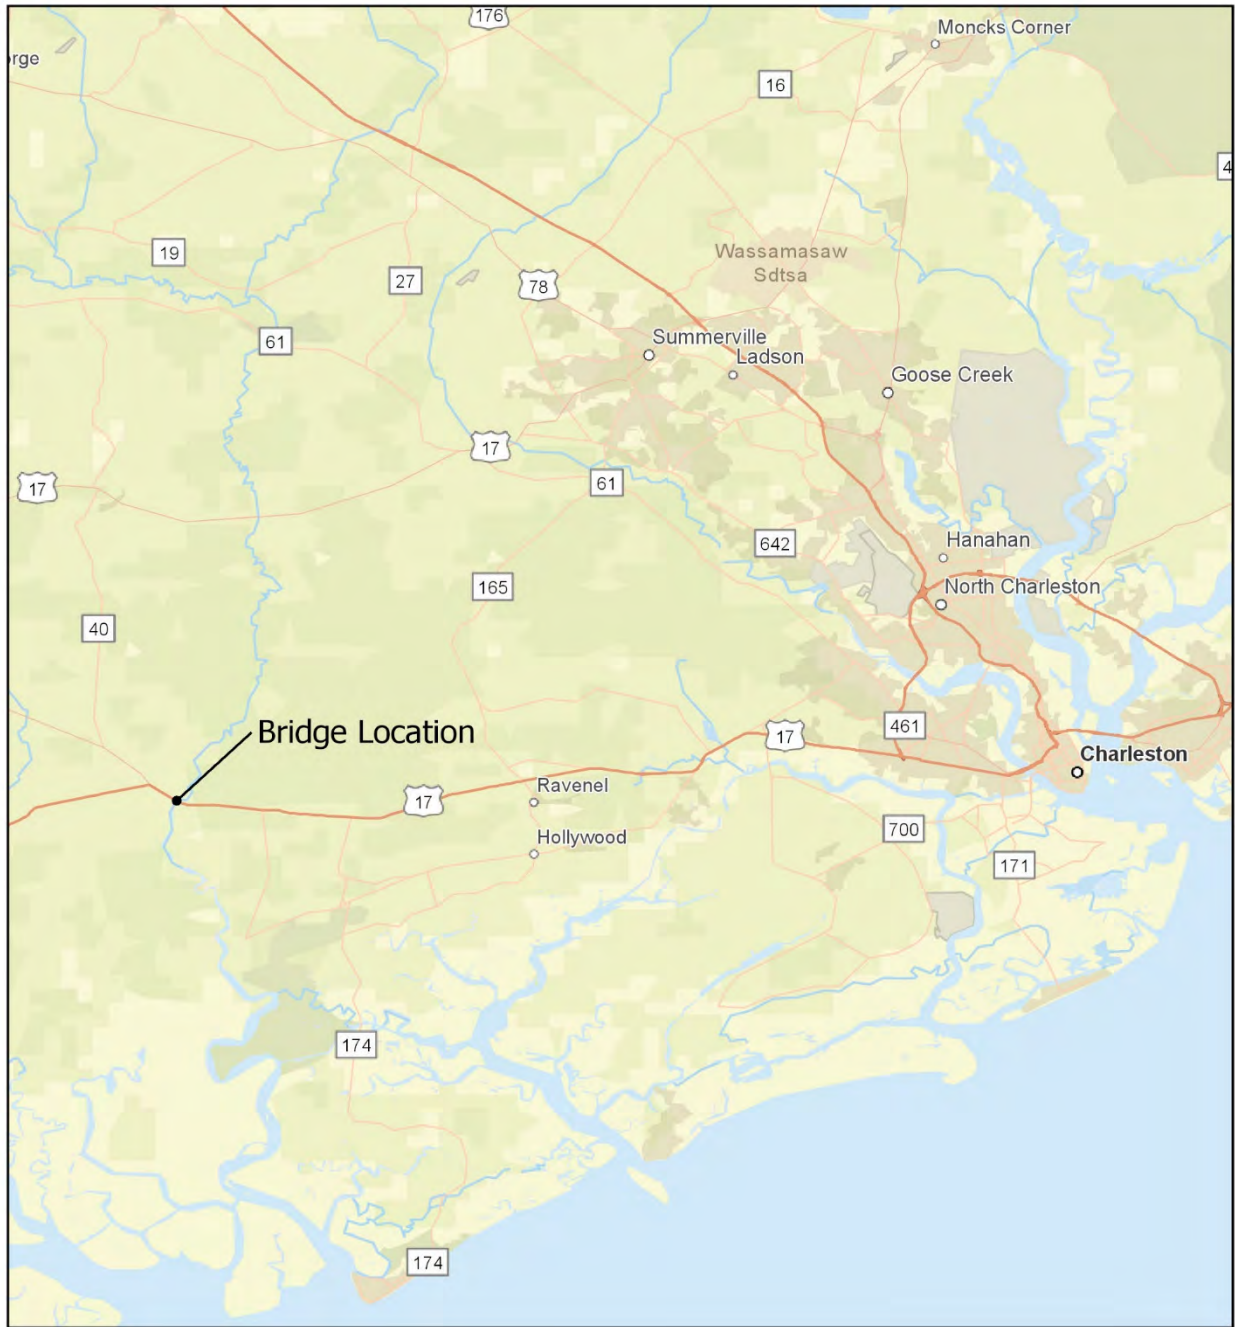 176
Moncks Corner
orge
16
4
19
Wassamasaw
Sdtsa
27
78
61
Summerville
Ladson
Goose Creek
17
17
61
642
Hanahan
165
North Charleston
40
Bridge Location
461
17
Charleston
Ravenel
17
700
Hollywood
171
174
174